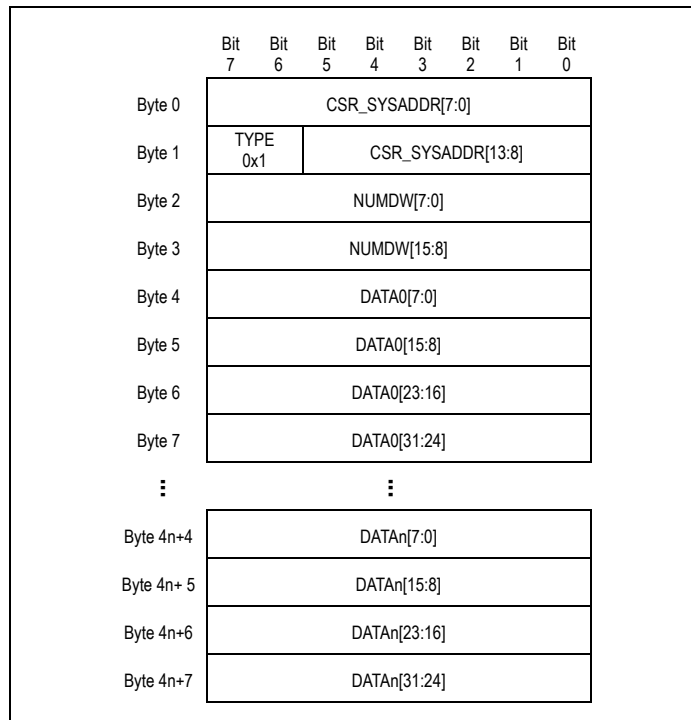 Bit Bit Bit Bit Bit Bit Bit Bit
7 6 5 4 3 2 1 0
Byte 0 CSR_SYSADDR[7:0]
Byte 1 TYPE 0x1 CSR_SYSADDR[13:8]
Byte 2 NUMDW[7:0]
Byte 3 NUMDW[15:8]
Byte 4 DATA0[7:0]
Byte 5 DATA0[15:8]
Byte 6 DATA0[23:16]
Byte 7 DATA0[31:24]
⋮ ⋮
Byte 4n+4 DATAn[7:0]
Byte 4n+ 5 DATAn[15:8]
Byte 4n+6 DATAn[23:16]
Byte 4n+7 DATAn[31:24]